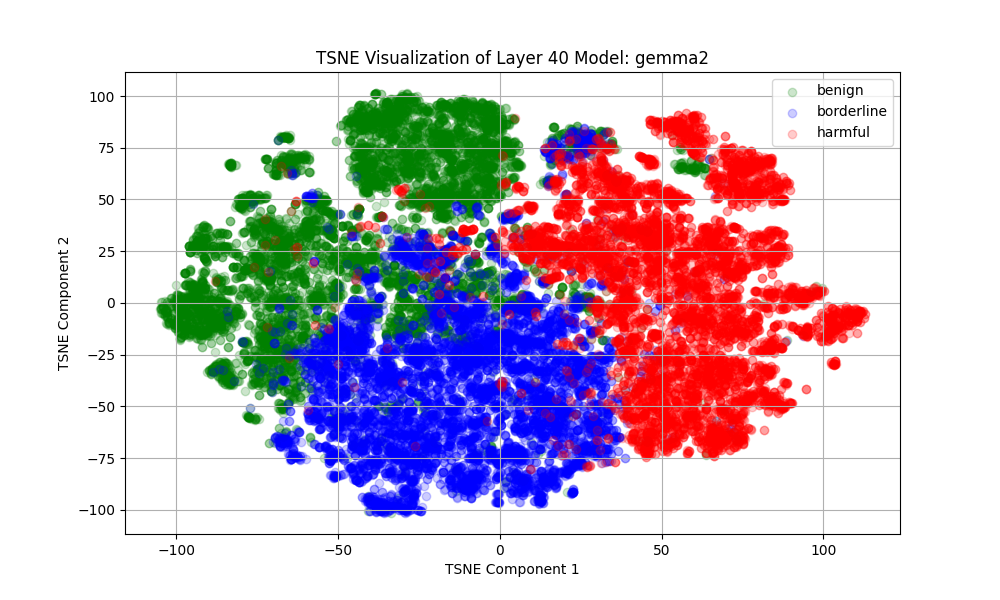 TSNE Visualization of Layer 40 Model: gemma2
benign
borderline
harmful
100
75
50
25
0
−25
−50
−75
−100
TSNE Component 2
−100 −50 0 50 100
TSNE Component 1